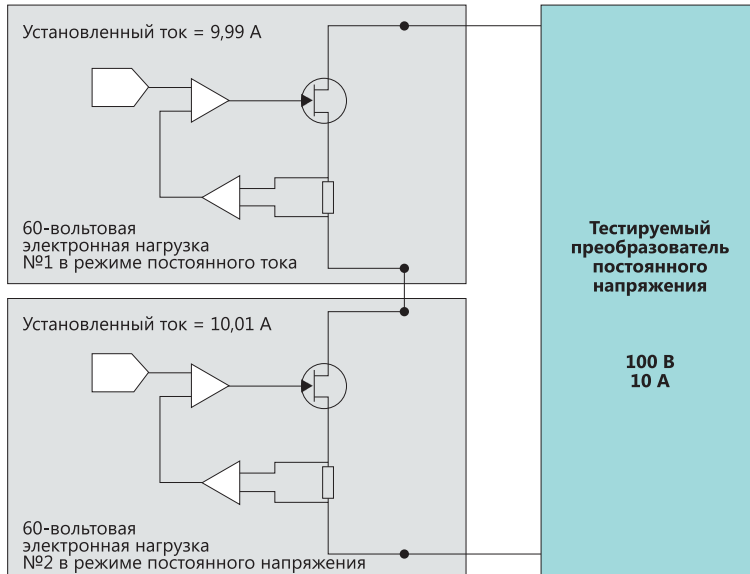 Установленный ток = 9,99 А
60-вольтовая
электронная нагрузка
№1 в режиме постоянного тока
Установленный ток = 10,01 А
60-вольтовая
электронная нагрузка
№2 в режиме постоянного напряжения
Тестируемый
преобразователь
постоянного
напряжения
100 В
10 А